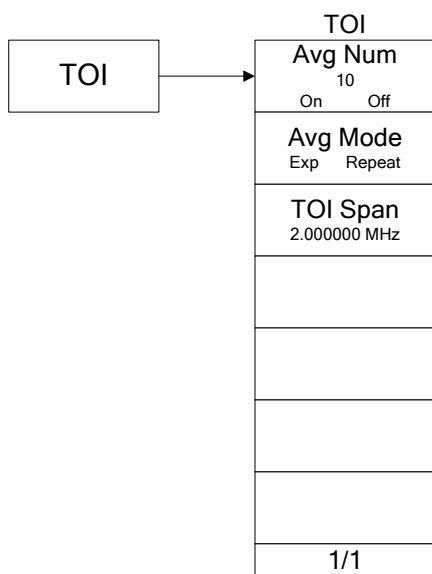 TOI
TOI
Avg Num
10
On Off
Avg Mode
Exp Repeat
TOI Span
2.000000 MHz
1/1